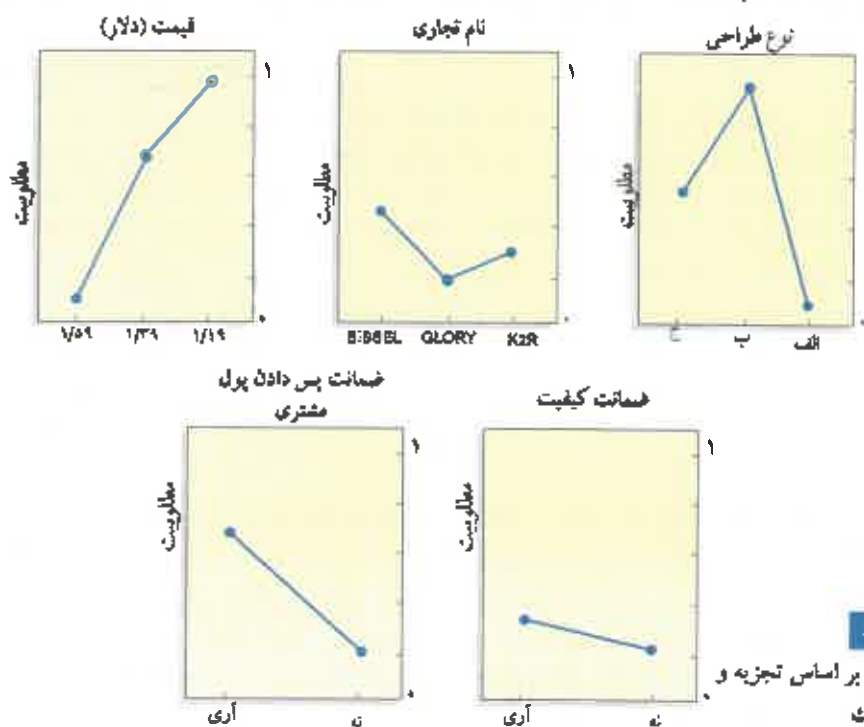 نوع طراحی
مطلوبیت
۱
۰
ج ب الف
نام تجاری
مطلوبیت
۱
۰
GLORY K2R
قیمت (دلار)
مطلوبیت
۱
۰
۱/۵۹ ۱/۳۹ ۱/۱۹
ضمانت کیفیت
مطلوبیت
۱
۰
آری نه
ضمانت پس دادن پول
مشتری
مطلوبیت
۱
۰
آری نه
بر اساس تجزیه و